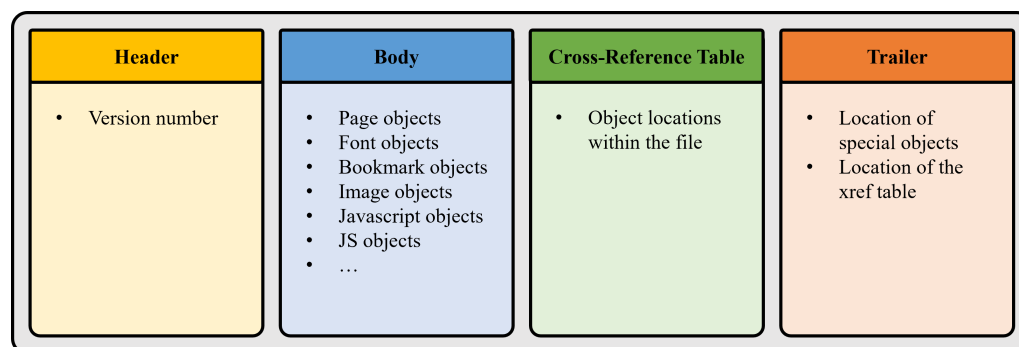 Header
• Version number
Body
• Page objects
• Font objects
• Bookmark objects
• Image objects
• Javascript objects
• JS objects
• …
Cross-Reference Table
• Object locations
within the file
Trailer
• Location of
special objects
• Location of the
xref table